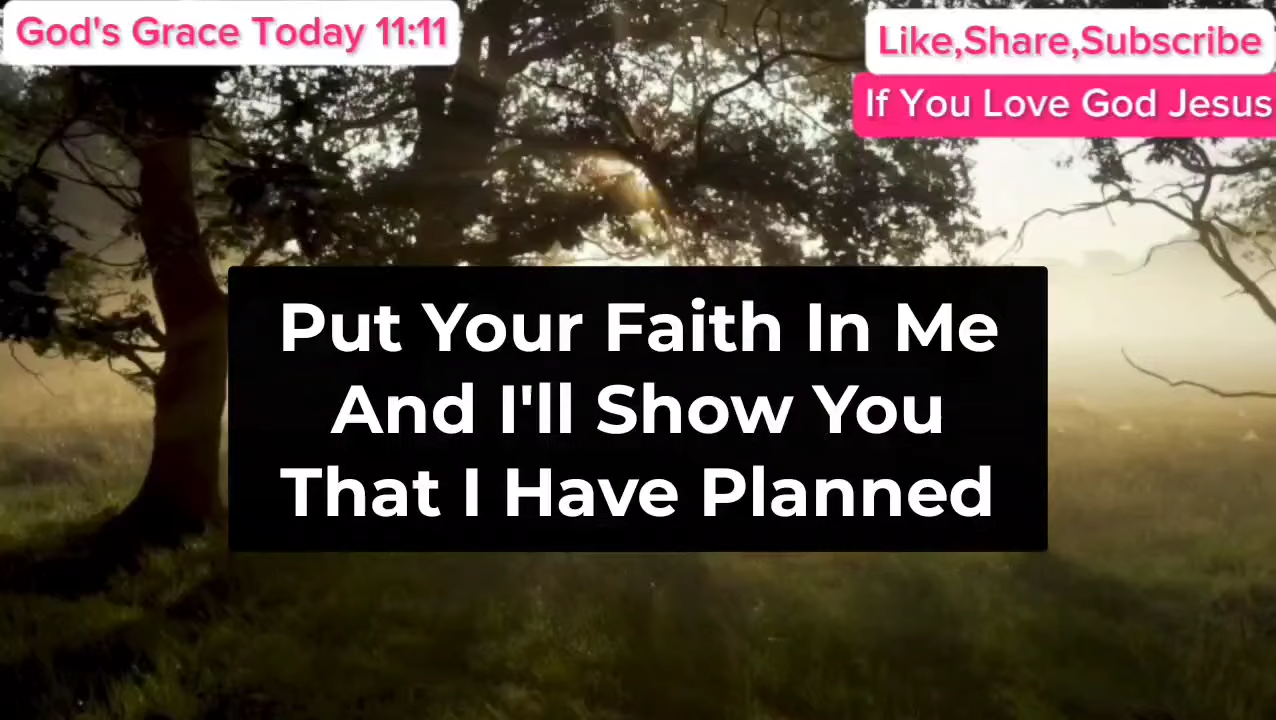 God's Grace Today 11:11
Like,Share,Subscribe
If You Love God Jesus
Put Your Faith In Me
And I'll Show You
That I Have Planned